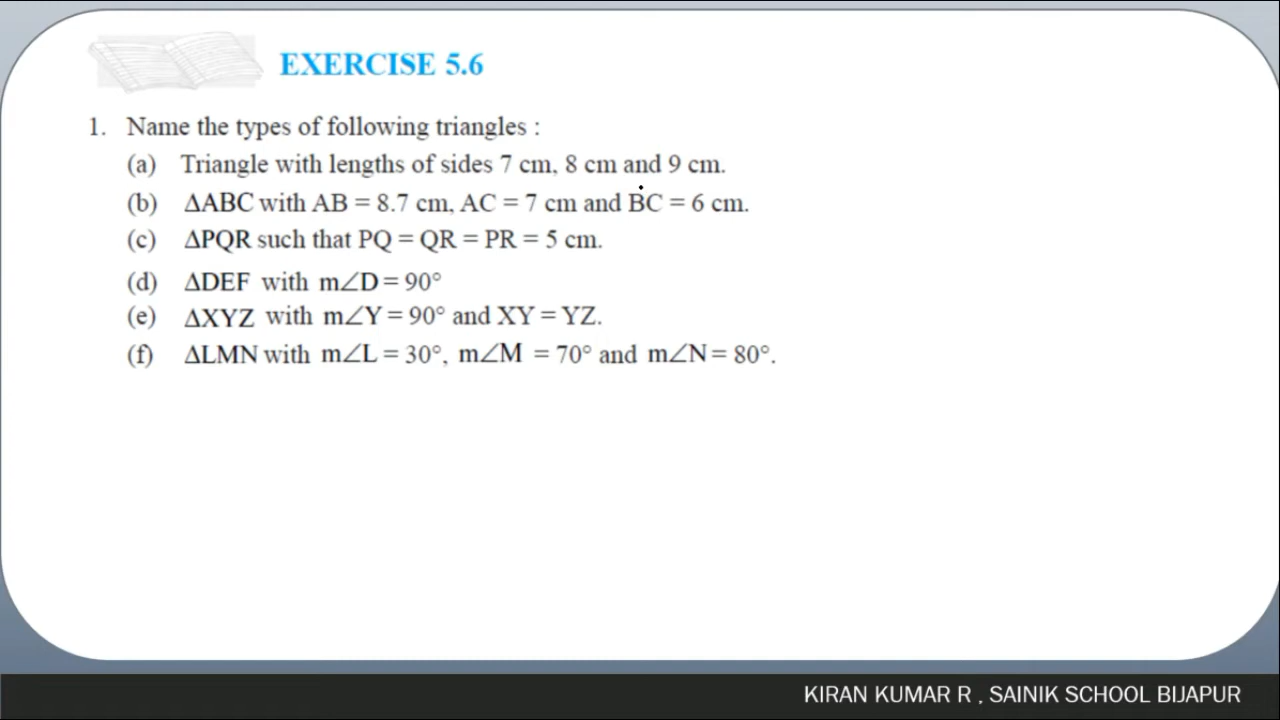 EXERCISE 5.6
1. Name the types of following triangles :
(a) Triangle with lengths of sides 7 cm, 8 cm and 9 cm.
(b) ΔABC with AB = 8.7 cm, AC = 7 cm and BC = 6 cm.
(c) ΔPQR such that PQ = QR = PR = 5 cm.
(d) ΔDEF with m∠D = 90°
(e) ΔXYZ with m∠Y = 90° and XY = YZ.
(f) ΔLMN with m∠L = 30°, m∠M = 70° and m∠N = 80°.
KIRAN KUMAR R , SAINIK SCHOOL BIJAPUR